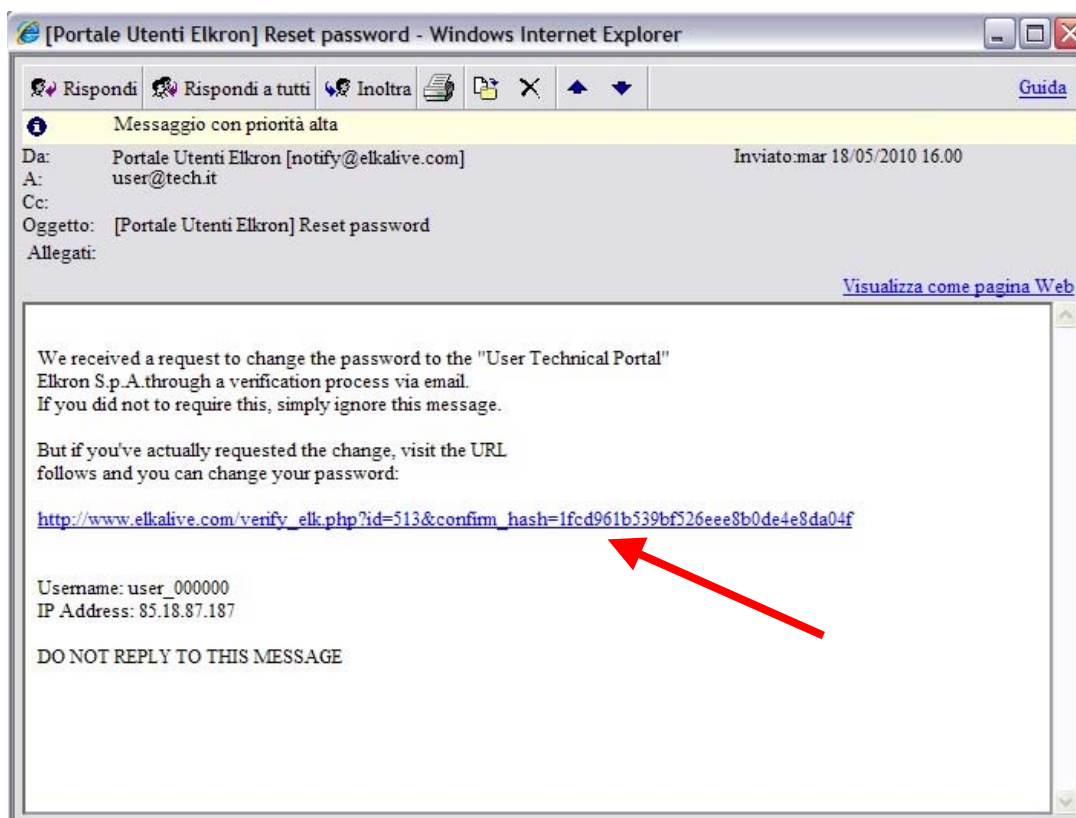 [Portale Utenti Elkron] Reset password - Windows Internet Explorer
Rispondi Rispondi a tutti Inoltra Guida
Messaggio con priorità alta
Da: Portale Utenti Elkron [notify@elkalive.com] Inviato:mar 18/05/2010 16.00
A: user@tech.it
Cc:
Oggetto: [Portale Utenti Elkron] Reset password
Allegati:
Visualizza come pagina Web
We received a request to change the password to the "User Technical Portal"
Elkron S.p.A.through a verification process via email.
If you did not to require this, simply ignore this message.
But if you've actually requested the change, visit the URL
follows and you can change your password:
http://www.elkalive.com/verify_elk.php?id=513&confirm_hash=1fcd961b539bf526eee8b0de4e8da04f
Username: user_000000
IP Address: 85.18.87.187
DO NOT REPLY TO THIS MESSAGE